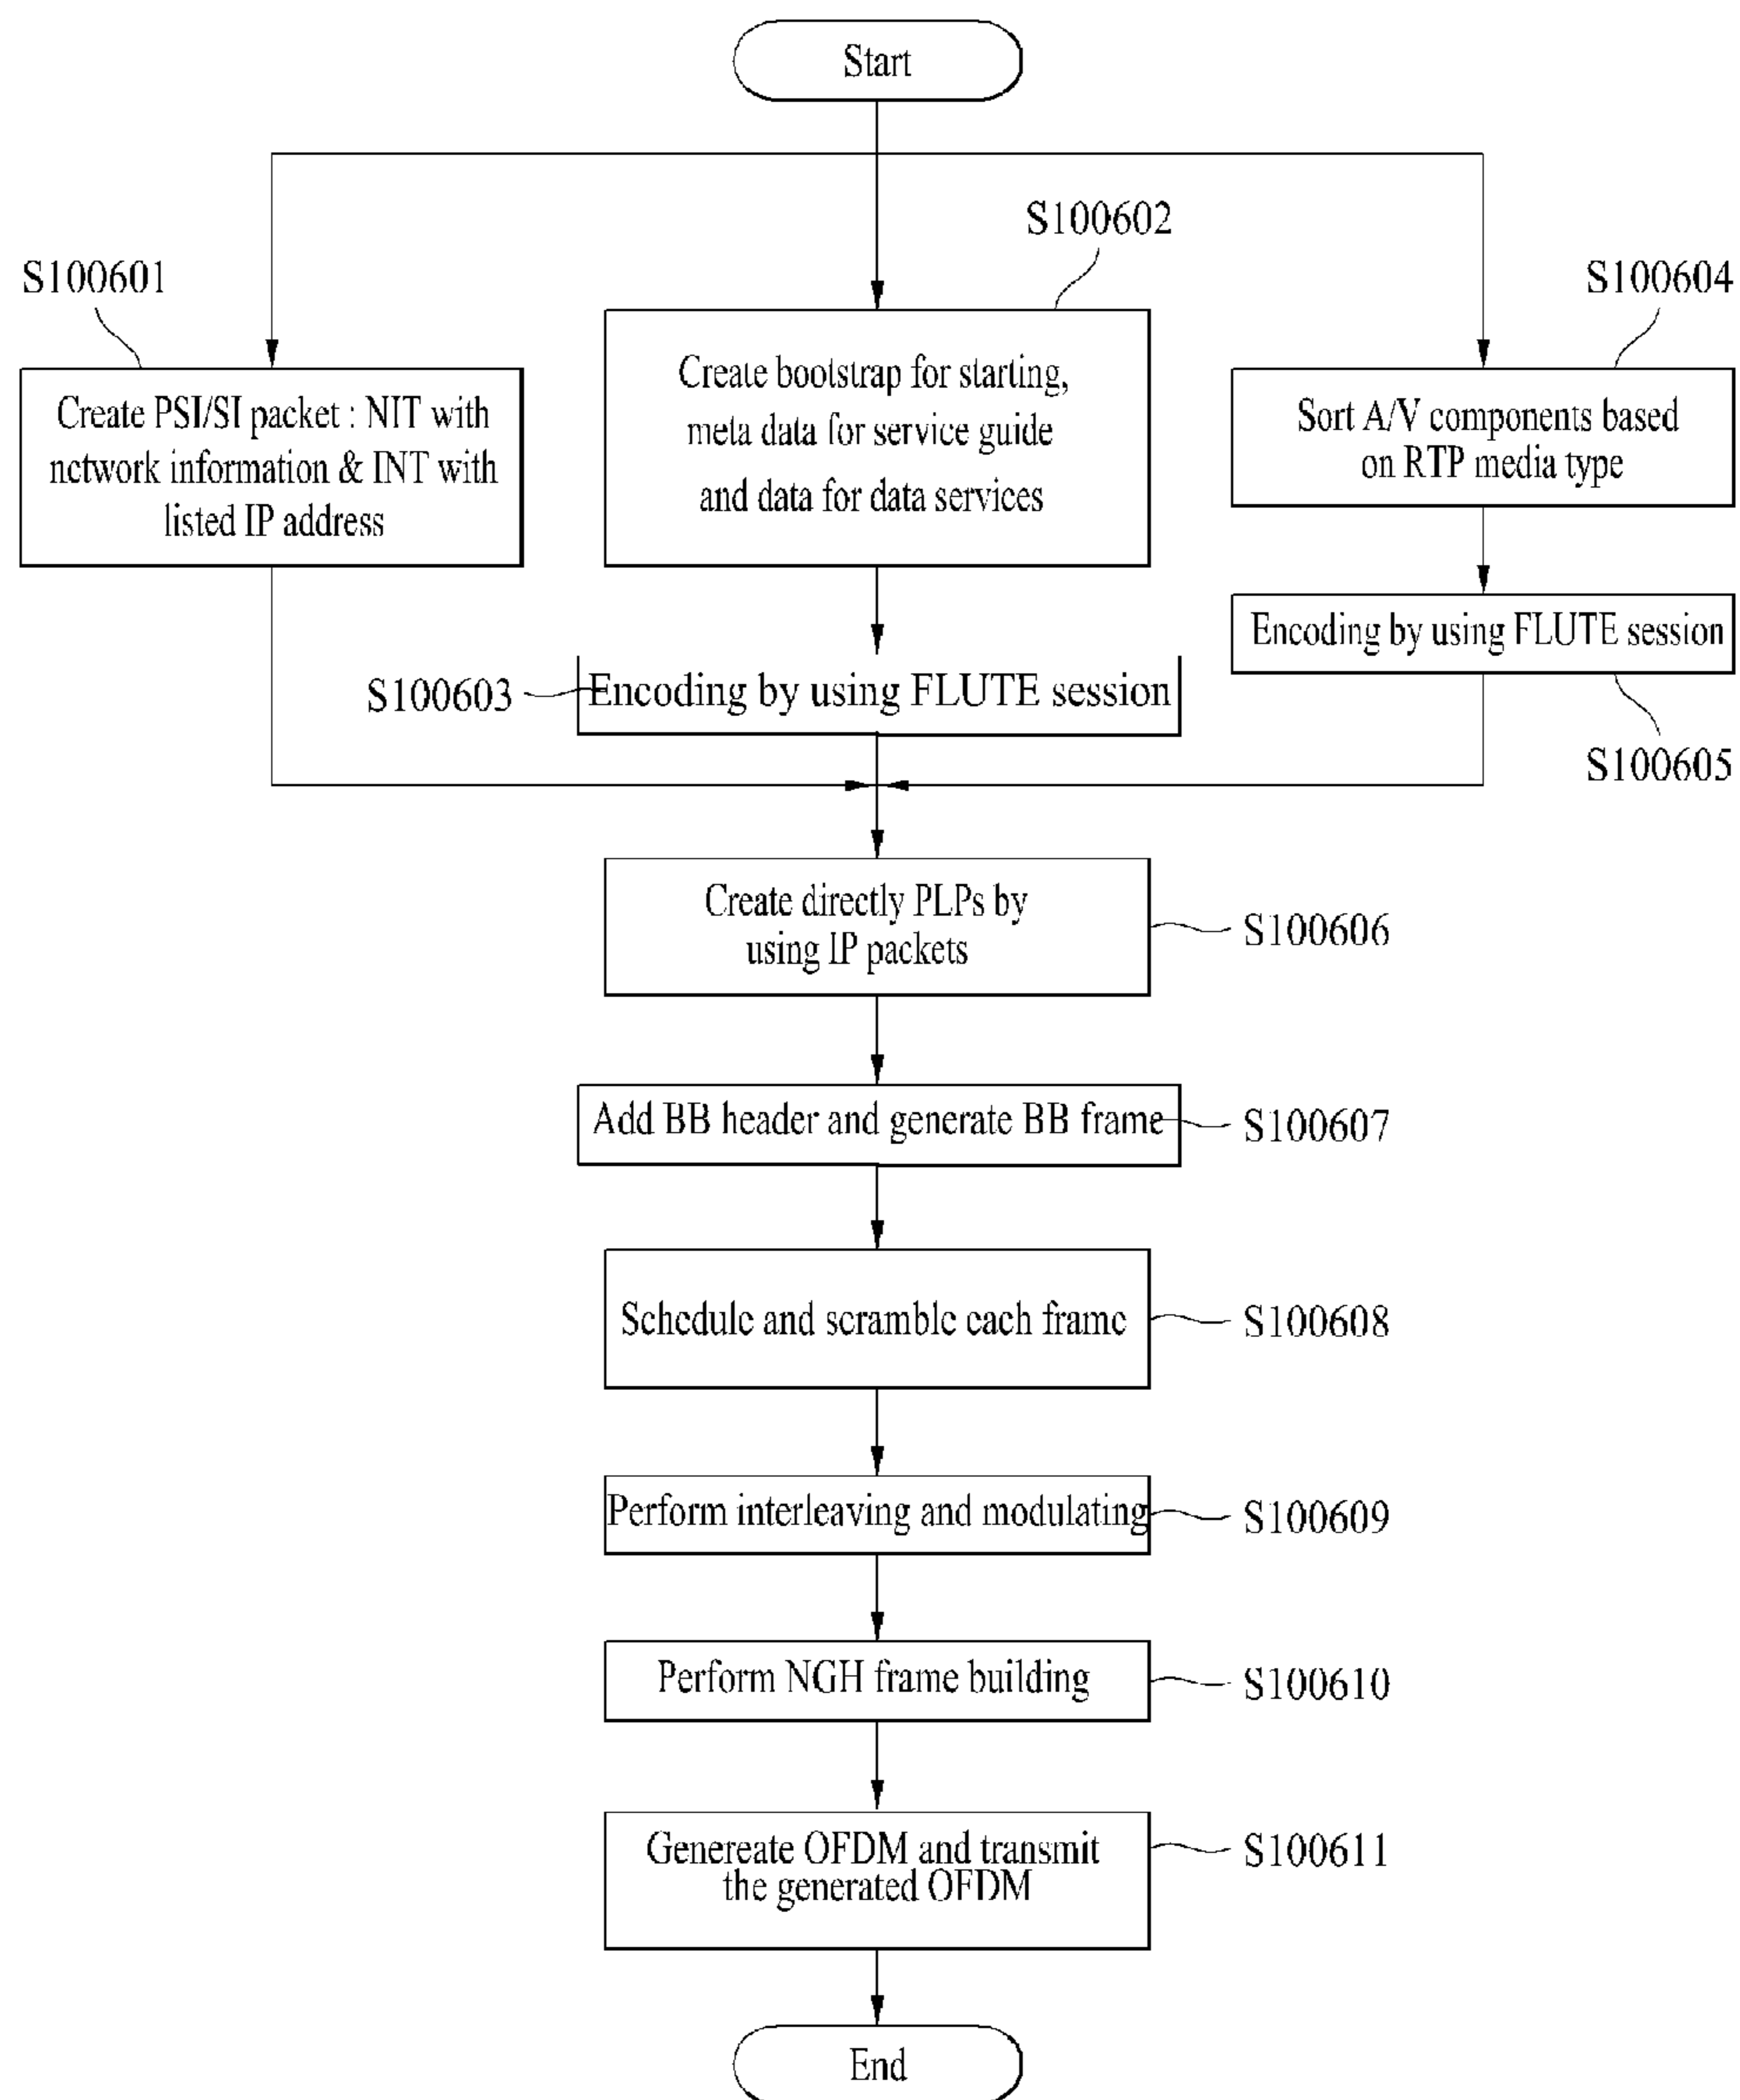 Start
S100601
S100602
S100604
Create PSI/SI packet : NIT with
network information & INT with
listed IP address
Create bootstrap for starting,
meta data for service guide
and data for data services
Sort A/V components based
on RTP media type
S100603
Encoding by using FLUTE session
Encoding by using FLUTE session
S100605
Create directly PLPs by
using IP packets
S100606
Add BB header and generate BB frame
S100607
Schedule and scramble each frame
S100608
Perform interleaving and modulating
S100609
Perform NGH frame building
S100610
Genereate OFDM and transmit
the generated OFDM
S100611
End